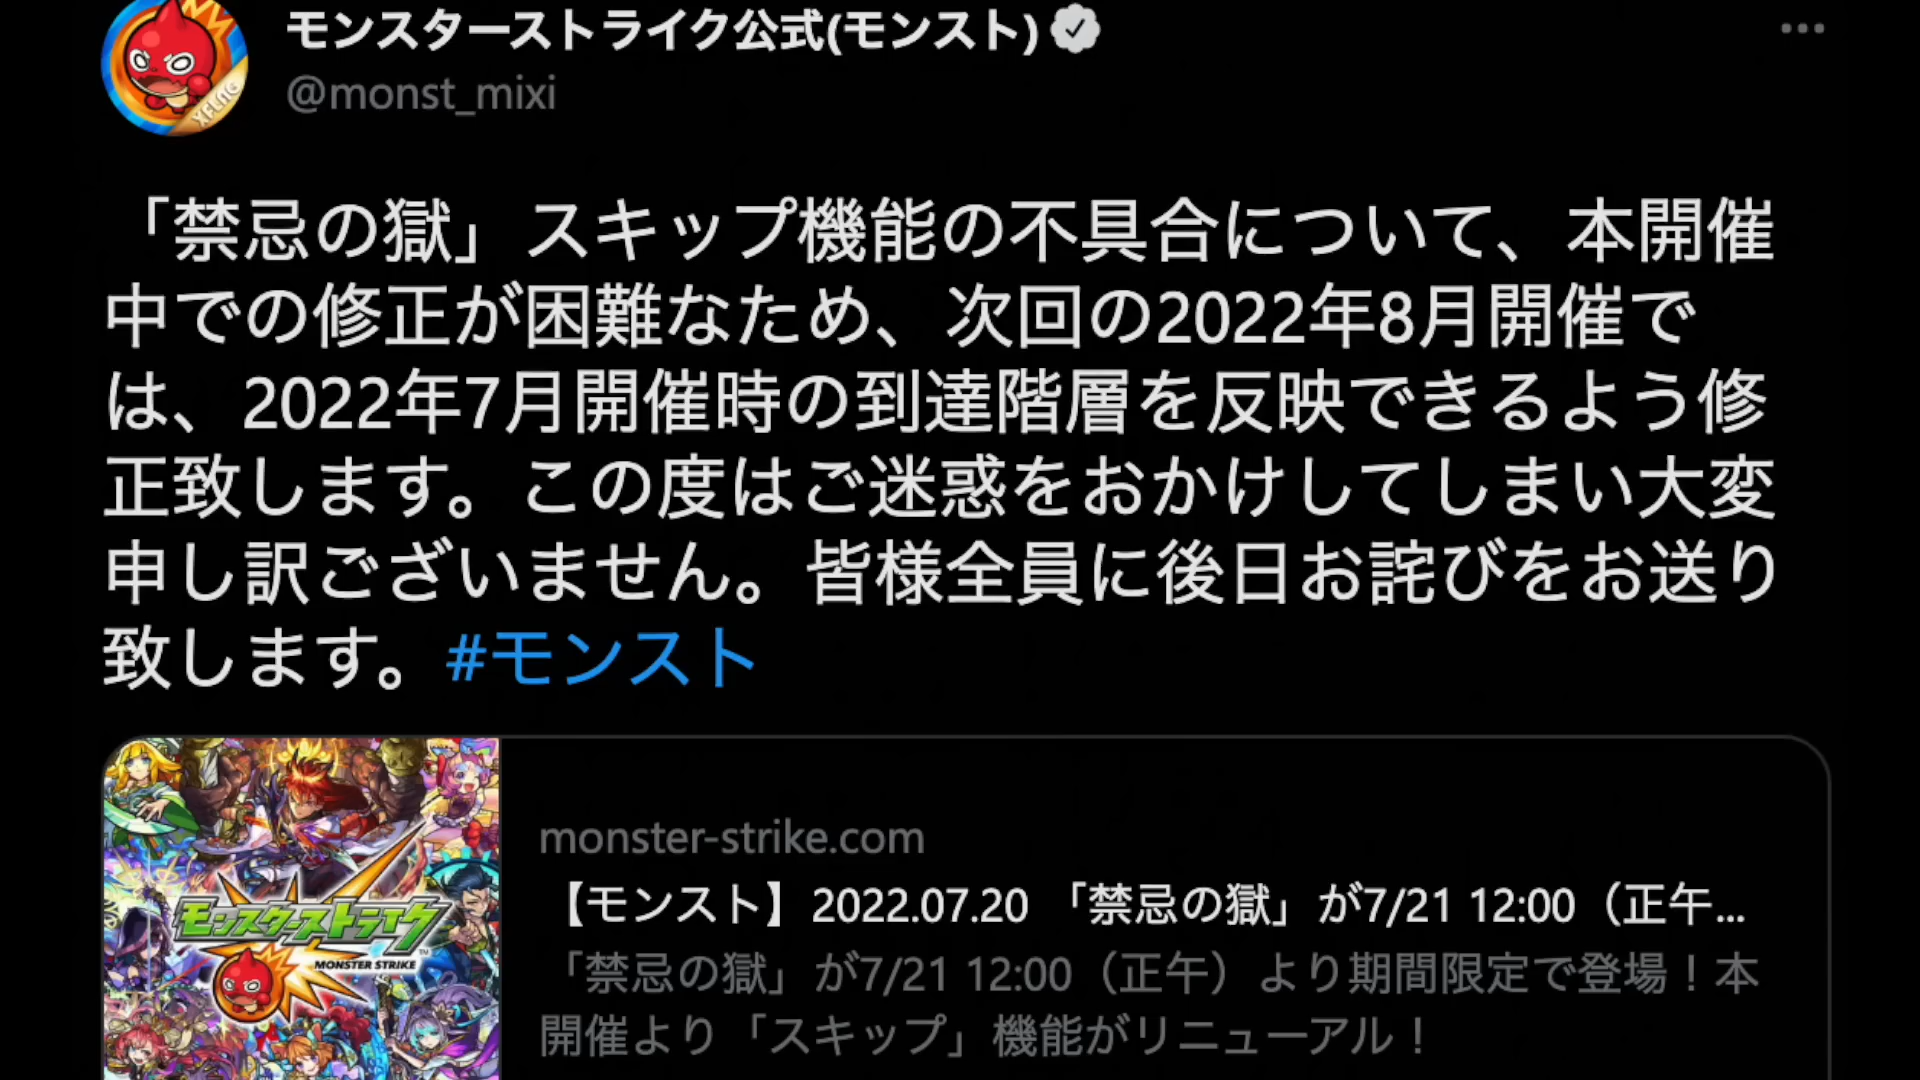 モンスターストライク公式(モンスト)
@monst_mixi
XFLAG
「禁忌の獄」スキップ機能の不具合について、本開催
中での修正が困難なため、次回の2022年8月開催で
は、2022年7月開催時の到達階層を反映できるよう修
正致します。この度はご迷惑をおかけしてしまい大変
申し訳ございません。皆様全員に後日お詫びをお送り
致します。#モンスト
モンスターストライク
MONSTER STRIKE
monster-strike.com
【モンスト】2022.07.20 「禁忌の獄」が7/21 12:00（正午...
「禁忌の獄」が7/21 12:00（正午）より期間限定で登場！本
開催より「スキップ」機能がリニューアル！